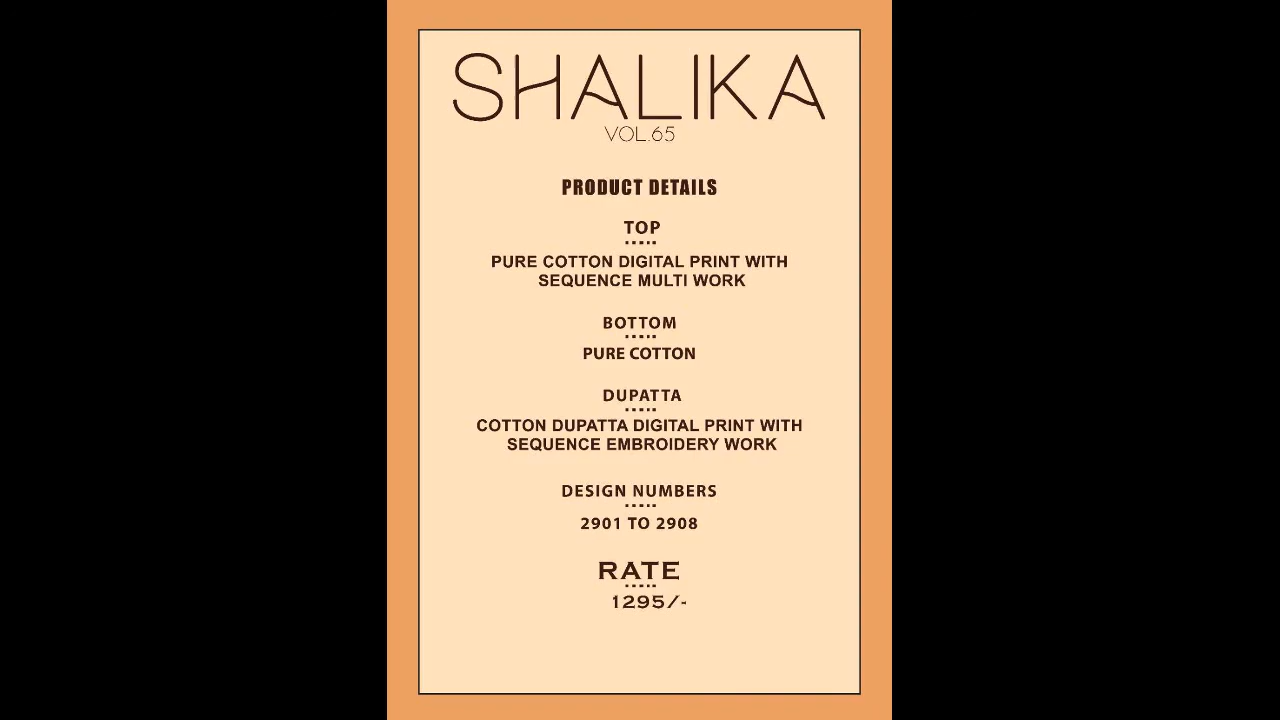 SHALIKA
VOL.65
PRODUCT DETAILS
TOP
PURE COTTON DIGITAL PRINT WITH
SEQUENCE MULTI WORK
BOTTOM
PURE COTTON
DUPATTA
COTTON DUPATTA DIGITAL PRINT WITH
SEQUENCE EMBROIDERY WORK
DESIGN NUMBERS
2901 TO 2908
RATE
1295/-